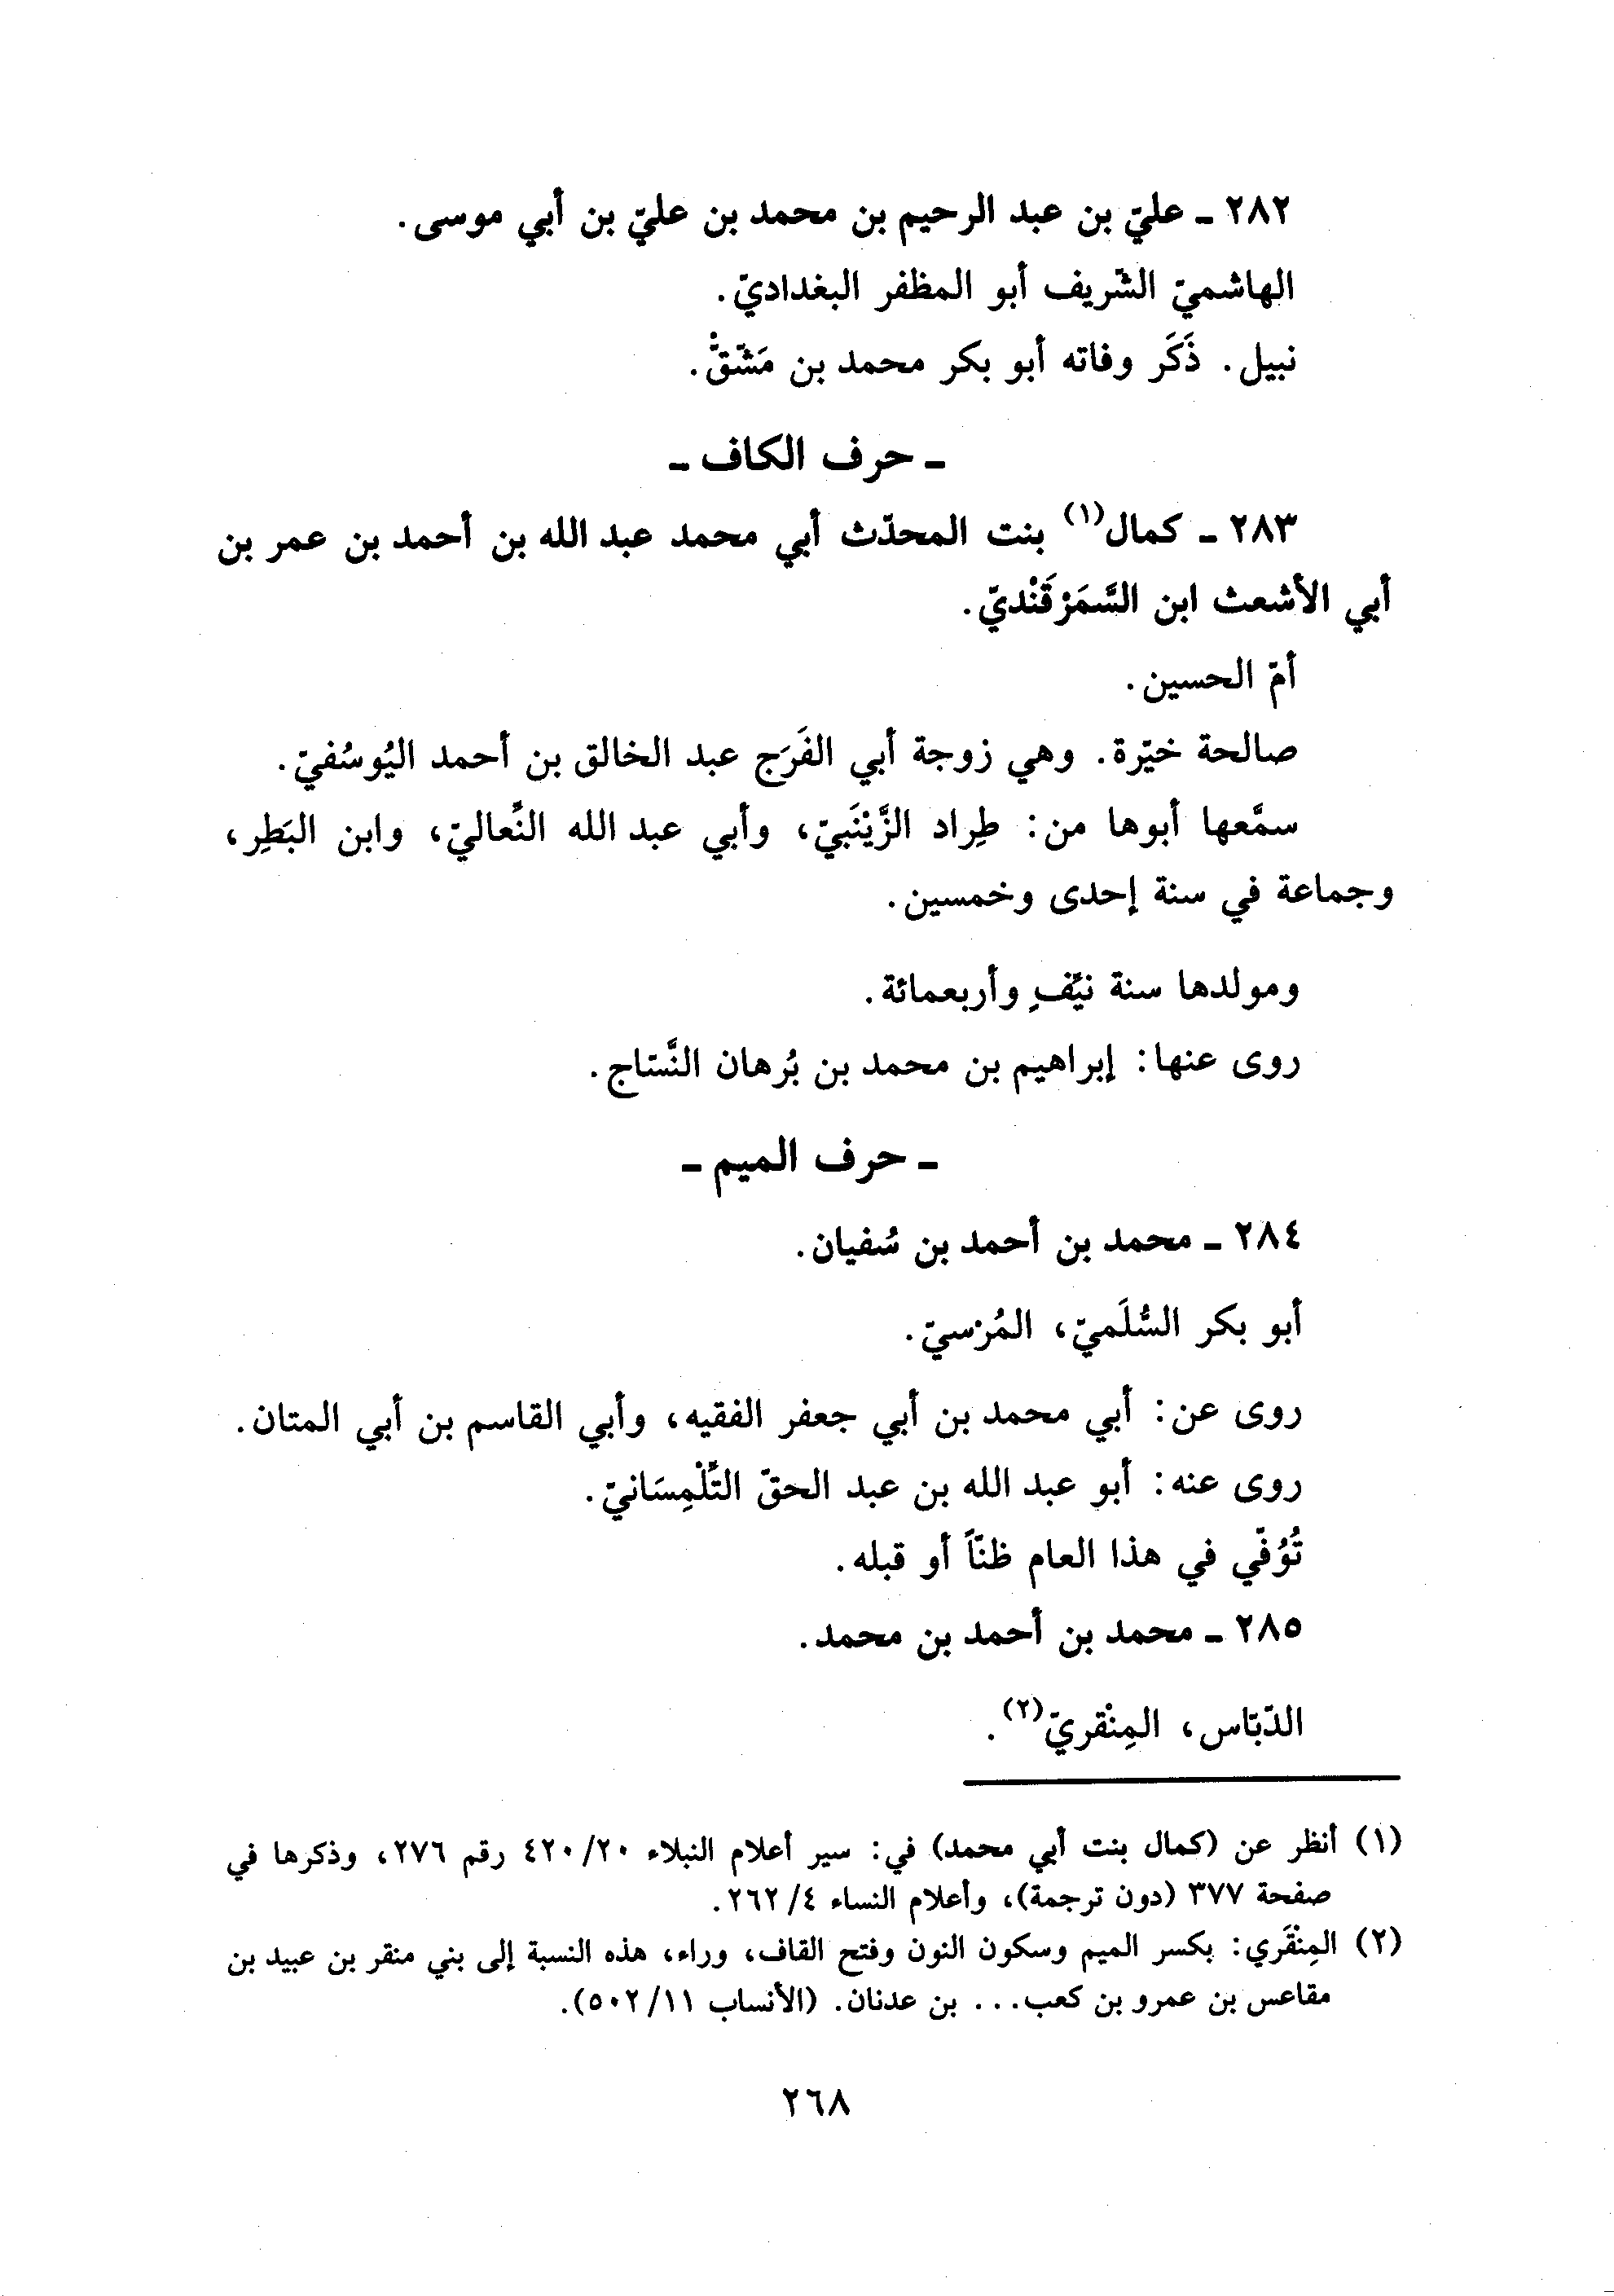 ٢٨٢ ـ عليّ بن عبد الرحيم بن محمد بن عليّ بن أبي موسى.
الهاشميّ الشّريف أبو المظفر البغداديّ.
نبيل. ذَكَر وفاته أبو بكر محمد بن مَشّقْ.
ـ حرف الكاف ـ
٢٨٣ ـ كمال(١) بنت المحدّث أبي محمد عبد الله بن أحمد بن عمر بن
أبي الأشعث ابن السَّمَرْقَنْديّ.
أمّ الحسين.
صالحة خيّرة. وهي زوجة أبي الفَرَج عبد الخالق بن أحمد اليُوسُفيّ.
سمَّعها أبوها من: طِراد الزَّيْنَبيّ، وأبي عبد الله النِّعاليّ، وابن البَطِر،
وجماعة في سنة إحدى وخمسين.
ومولدها سنة نيّفٍ وأربعمائة.
روى عنها: إبراهيم بن محمد بن بُرهان النَّسّاج.
ـ حرف الميم ـ
٢٨٤ ـ محمد بن أحمد بن سُفيان.
أبو بكر السُّلَميّ، المُرْسيّ.
روى عن: أبي محمد بن أبي جعفر الفقيه، وأبي القاسم بن أبي المتان.
روى عنه: أبو عبد الله بن عبد الحقّ التِّلْمِسَانيّ.
تُوُفّي في هذا العام ظنّاً أو قبله.
٢٨٥ ـ محمد بن أحمد بن محمد.
الدّبّاس، المِنْقريّ(٢).
(١) أنظر عن (كمال بنت أبي محمد) في: سير أعلام النبلاء ٤٢٠/٢٠ رقم ٢٧٦، وذكرها في
صفحة ٣٧٧ (دون ترجمة)، وأعلام النساء ٢٦٢/٤.
(٢) المِنْقَري: بكسر الميم وسكون النون وفتح القاف، وراء، هذه النسبة إلى بني منقر بن عبيد بن
مقاعس بن عمرو بن كعب... بن عدنان. (الأنساب ٥٠٢/١١).
٢٦٨